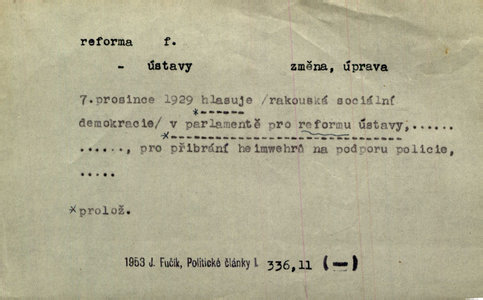 reforma f.
- ústavy změna, úprava
7.prosince 1929 hlasuje /rakouská sociální
demokracie/ v parlamentě pro reformu ústavy,......
......, pro přibrání heimwehrů na podporu policie,
.....
*prolož.
1953 J. Fučík, Politické články I. 336,11 (—)